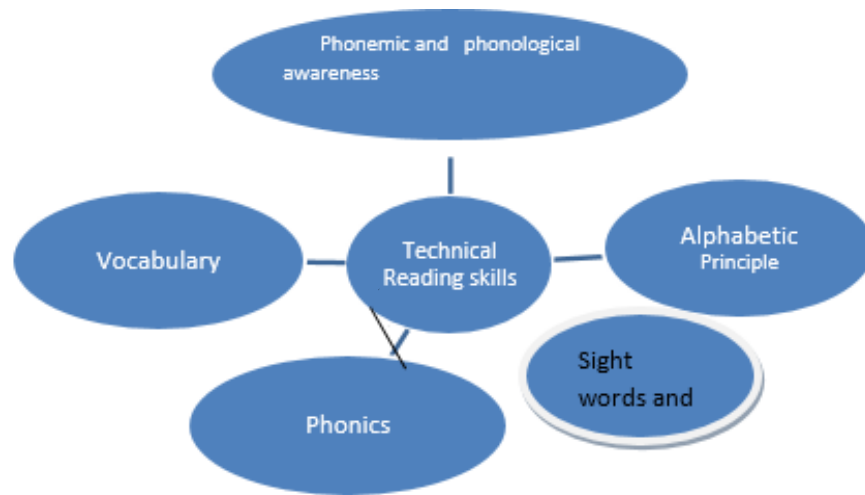 Phonemic and phonological
awareness
Vocabulary
Technical
Reading skills
Alphabetic
Principle
Sight
words and
Phonics